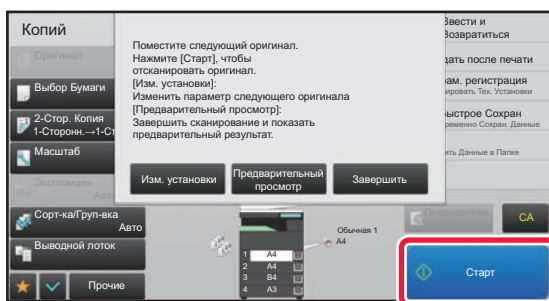 Копий
Оригинал
Выбор Бумаги
2-Стор. Копия
1-Сторонн.→1-Ст
Масштаб
Экспозиция
Авто
Сорт-ка/Груп-вка
Авто
Выводной лоток
Прочие
Поместите следующий оригинал.
Нажмите [Старт], чтобы
отсканировать оригинал.
[Изм. установки]:
Изменить параметр следующего оригинала
[Предварительный просмотр]:
Завершить сканирование и показать
предварительный результат.
Изм. установки
Предварительный
просмотр
Завершить
Обычная 1
A4
1 A4
2 A4
3 B4
4 A3
Ввести и
Возвратиться
дать после печати
рам. регистрация
ировать Тек. Установки
ыстрое Сохран
ременно Сохран. Данные
ить Данные в Папке
CA
Старт